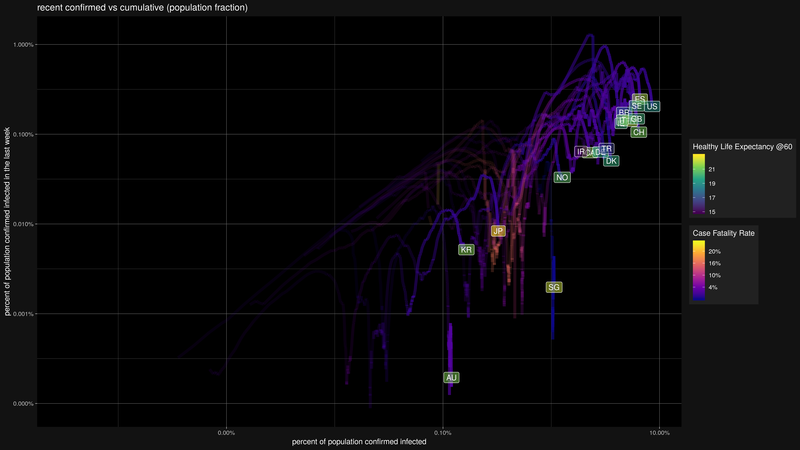 recent confirmed vs cumulative (population fraction)
percent of population confirmed infected in the last week
1.000%
0.100%
0.010%
0.001%
0.000%
ES
SE
US
BR
IT
GB
CH
IR
TR
DK
NO
JP
KR
SG
AU
0.00%
0.10%
10.00%
percent of population confirmed infected
Healthy Life Expectancy @60
21
19
17
15
Case Fatality Rate
20%
16%
10%
4%